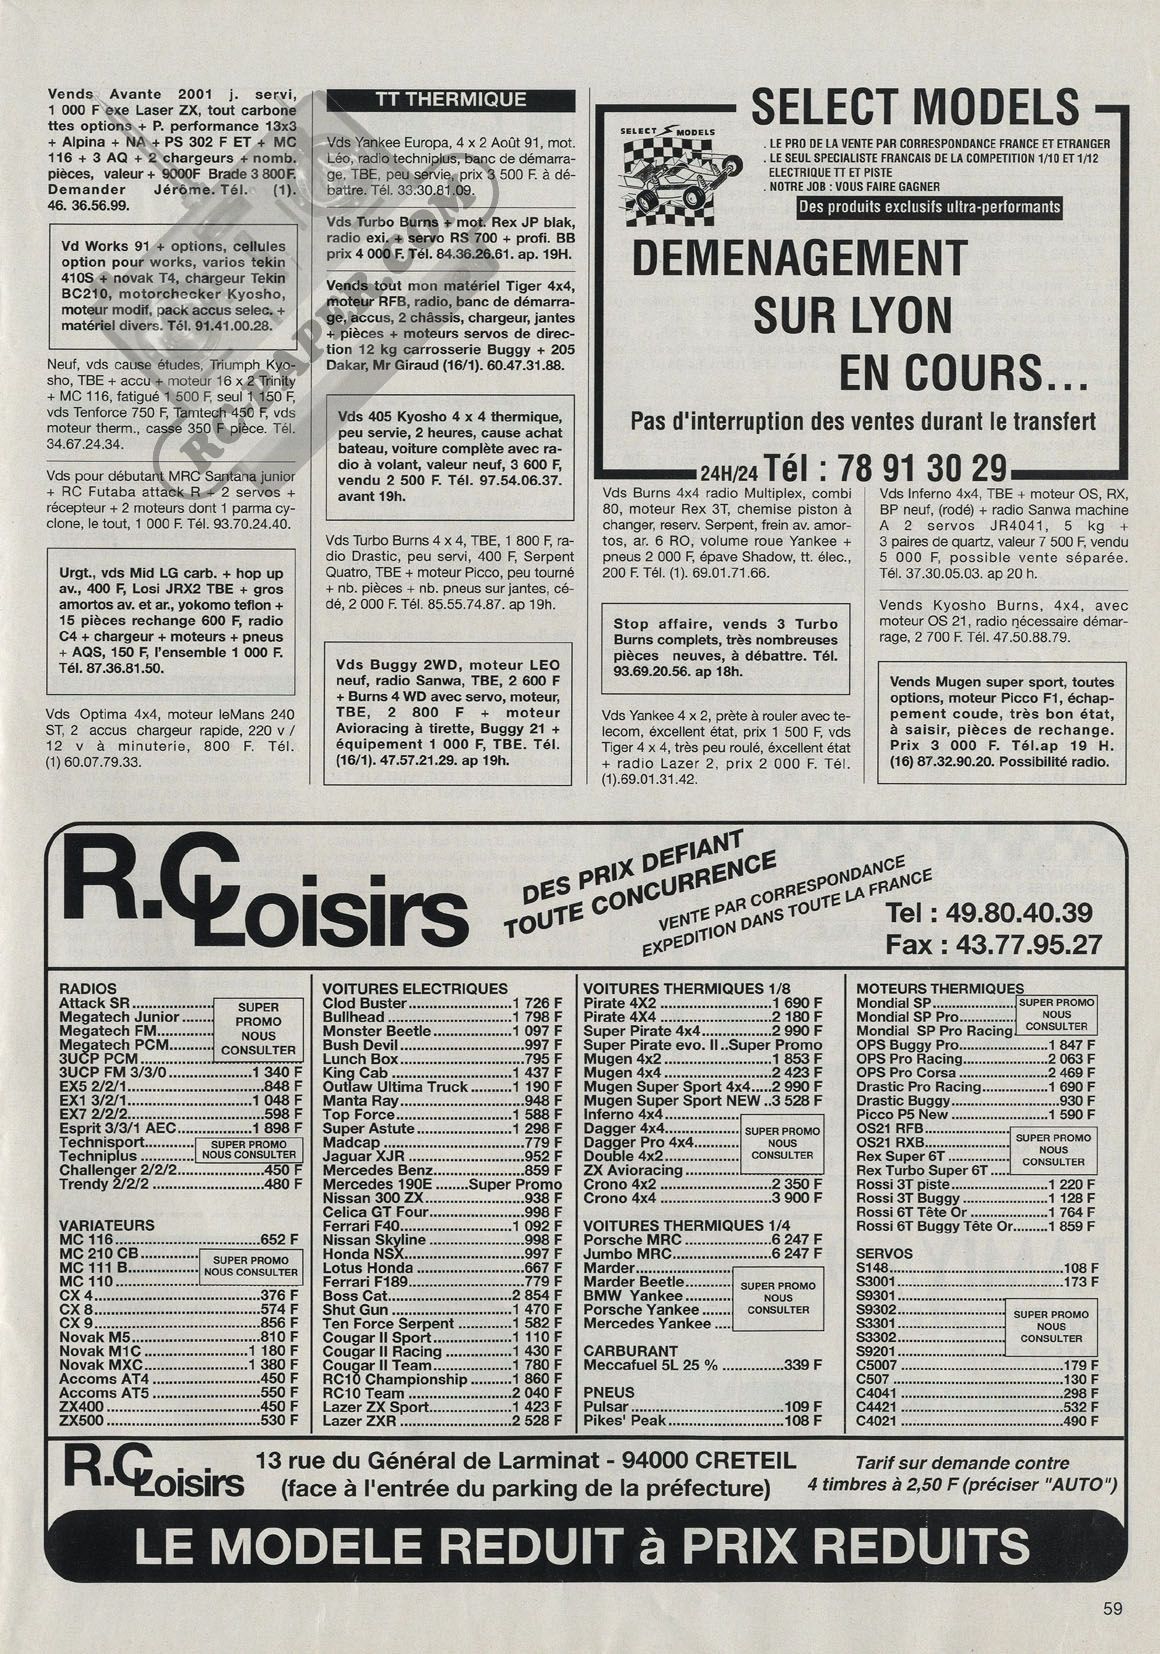 Vends Avante 2001 j. servi,
1 000 F exe Laser ZX, tout carbone
ttes options + P. performance 13x3
+ Alpina + NA + PS 302 F ET + MC
116 + 3 AQ + 2 chargeurs + nomb.
pièces, valeur + 9000F Brade 3 800F.
Demander Jérôme. Tél. (1).
46. 36.56.99.
Vd Works 91 + options, cellules
option pour works, varios tekin
410S + novak T4, chargeur Tekin
BC210, motorchecker Kyosho,
moteur modif, pack accus selec. +
matériel divers. Tél. 91.41.00.28.
Neuf, vds cause études, Triumph Kyo-
sho, TBE + accu + moteur 16 x 2 Trinity
+ MC 116, fatigué 1 500 F, seul 1 150 F,
vds Tenforce 750 F, Tamtech 450 F, vds
moteur therm., casse 350 F pièce. Tél.
34.67.24.34.
Vds pour débutant MRC Santana junior
+ RC Futaba attack R + 2 servos +
récepteur + 2 moteurs dont 1 parma cy-
clone, le tout, 1 000 F. Tél. 93.70.24.40.
Urgt., vds Mid LG carb. + hop up
av., 400 F, Losi JRX2 TBE + gros
amortos av. et ar., yokomo teflon +
15 pièces rechange 600 F, radio
C4 + chargeur + moteurs + pneus
+ AQS, 150 F, l'ensemble 1 000 F.
Tél. 87.36.81.50.
Vds Optima 4x4, moteur leMans 240
ST, 2 accus chargeur rapide, 220 v /
12 v à minuterie, 800 F. Tél.
(1) 60.07.79.33.
TT THERMIQUE
Vds Yankee Europa, 4 x 2 Août 91, mot.
Léo, radio techniplus, banc de démarra-
ge, TBE, peu servie, prix 3 500 F. à dé-
battre. Tél. 33.30.81.09.
Vds Turbo Burns + mot. Rex JP blak,
radio exi. + servo RS 700 + profi. BB
prix 4 000 F. Tél. 84.36.26.61. ap. 19H.
Vends tout mon matériel Tiger 4x4,
moteur RFB, radio, banc de démarra-
ge, accus, 2 châssis, chargeur, jantes
+ pièces + moteurs servos de direc-
tion 12 kg carrosserie Buggy + 205
Dakar, Mr Giraud (16/1). 60.47.31.88.
Vds 405 Kyosho 4 x 4 thermique,
peu servie, 2 heures, cause achat
bateau, voiture complète avec ra-
dio à volant, valeur neuf, 3 600 F,
vendu 2 500 F. Tél. 97.54.06.37.
avant 19h.
Vds Turbo Burns 4 x 4, TBE, 1 800 F, ra-
dio Drastic, peu servi, 400 F, Serpent
Quatro, TBE + moteur Picco, peu tourné
+ nb. pièces + nb. pneus sur jantes, cé-
dé, 2 000 F. Tél. 85.55.74.87. ap 19h.
Vds Buggy 2WD, moteur LEO
neuf, radio Sanwa, TBE, 2 600 F
+ Burns 4 WD avec servo, moteur,
TBE, 2 800 F + moteur
Avioracing à tirette, Buggy 21 +
équipement 1 000 F, TBE. Tél.
(16/1). 47.57.21.29. ap 19h.
RC-PAPER.COM
SELECT MODELS
SELECT MODELS
. LE PRO DE LA VENTE PAR CORRESPONDANCE FRANCE ET ETRANGER
. LE SEUL SPECIALISTE FRANCAIS DE LA COMPETITION 1/10 ET 1/12
ELECTRIQUE TT ET PISTE
. NOTRE JOB : VOUS FAIRE GAGNER
Des produits exclusifs ultra-performants
DEMENAGEMENT
SUR LYON
EN COURS...
Pas d'interruption des ventes durant le transfert
24H/24 Tél : 78 91 30 29
Vds Burns 4x4 radio Multiplex, combi
80, moteur Rex 3T, chemise piston à
changer, reserv. Serpent, frein av. amor-
tos, ar. 6 RO, volume roue Yankee +
pneus 2 000 F, épave Shadow, tt. élec.,
200 F. Tél. (1). 69.01.71.66.
Stop affaire, vends 3 Turbo
Burns complets, très nombreuses
pièces neuves, à débattre. Tél.
93.69.20.56. ap 18h.
Vds Yankee 4 x 2, prète à rouler avec te-
lecom, éxcellent état, prix 1 500 F, vds
Tiger 4 x 4, très peu roulé, éxcellent état
+ radio Lazer 2, prix 2 000 F. Tél.
(1).69.01.31.42.
Vds Inferno 4x4, TBE + moteur OS, RX,
BP neuf, (rodé) + radio Sanwa machine
A 2 servos JR4041, 5 kg +
3 paires de quartz, valeur 7 500 F, vendu
5 000 F, possible vente séparée.
Tél. 37.30.05.03. ap 20 h.
Vends Kyosho Burns, 4x4, avec
moteur OS 21, radio nécessaire démar-
rage, 2 700 F. Tél. 47.50.88.79.
Vends Mugen super sport, toutes
options, moteur Picco F1, échap-
pement coude, très bon état,
à saisir, pièces de rechange.
Prix 3 000 F. Tél.ap 19 H.
(16) 87.32.90.20. Possibilité radio.
R.C Loisirs
DES PRIX DEFIANT
TOUTE CONCURRENCE
VENTE PAR CORRESPONDANCE
EXPEDITION DANS TOUTE LA FRANCE
Tel : 49.80.40.39
Fax : 43.77.95.27
RADIOS
Attack SR
Megatech Junior
Megatech FM
Megatech PCM
SUPER
PROMO
NOUS
CONSULTER
3UCP PCM
3UCP FM 3/3/0 1 340 F
EX5 2/2/1 848 F
EX1 3/2/1 1 048 F
EX7 2/2/2 598 F
Esprit 3/3/1 AEC 1 898 F
Technisport
Techniplus
SUPER PROMO
NOUS CONSULTER
Challenger 2/2/2 450 F
Trendy 2/2/2 480 F
VARIATEURS
MC 116 652 F
MC 210 CB
MC 111 B
MC 110
SUPER PROMO
NOUS CONSULTER
CX 4 376 F
CX 8 574 F
CX 9 856 F
Novak M5 810 F
Novak M1C 1 180 F
Novak MXC 1 380 F
Accoms AT4 450 F
Accoms AT5 550 F
ZX400 450 F
ZX500 530 F
VOITURES ELECTRIQUES
Clod Buster 1 726 F
Bullhead 1 798 F
Monster Beetle 1 097 F
Bush Devil 997 F
Lunch Box 795 F
King Cab 1 437 F
Outlaw Ultima Truck 1 190 F
Manta Ray 948 F
Top Force 1 588 F
Super Astute 1 298 F
Madcap 779 F
Jaguar XJR 952 F
Mercedes Benz 859 F
Mercedes 190E Super Promo
Nissan 300 ZX 938 F
Celica GT Four 998 F
Ferrari F40 1 092 F
Nissan Skyline 998 F
Honda NSX 997 F
Lotus Honda 667 F
Ferrari F189 779 F
Boss Cat 2 854 F
Shut Gun 1 470 F
Ten Force Serpent 1 582 F
Cougar II Sport 1 110 F
Cougar II Racing 1 430 F
Cougar II Team 1 780 F
RC10 Championship 1 860 F
RC10 Team 2 040 F
Lazer ZX Sport 1 423 F
Lazer ZXR 2 528 F
VOITURES THERMIQUES 1/8
Pirate 4X2 1 690 F
Pirate 4X4 2 180 F
Super Pirate 4x4 2 990 F
Super Pirate evo. II ..Super Promo
Mugen 4x2 1 853 F
Mugen 4x4 2 423 F
Mugen Super Sport 4x4 2 990 F
Mugen Super Sport NEW ..3 528 F
Inferno 4x4
Dagger 4x4
Dagger Pro 4x4
Double 4x2
ZX Avioracing
SUPER PROMO
NOUS
CONSULTER
Crono 4x2 2 350 F
Crono 4x4 3 900 F
VOITURES THERMIQUES 1/4
Porsche MRC 6 247 F
Jumbo MRC 6 247 F
Marder
Marder Beetle
BMW Yankee
Porsche Yankee
Mercedes Yankee
SUPER PROMO
NOUS
CONSULTER
CARBURANT
Meccafuel 5L 25 % 339 F
PNEUS
Pulsar 109 F
Pikes' Peak 108 F
MOTEURS THERMIQUES
Mondial SP
Mondial SP Pro
Mondial SP Pro Racing
SUPER PROMO
NOUS
CONSULTER
OPS Buggy Pro 1 847 F
OPS Pro Racing 2 063 F
OPS Pro Corsa 2 469 F
Drastic Pro Racing 1 690 F
Drastic Buggy 930 F
Picco P5 New 1 590 F
OS21 RFB
OS21 RXB
Rex Super 6T
Rex Turbo Super 6T
SUPER PROMO
NOUS
CONSULTER
Rossi 3T piste 1 220 F
Rossi 3T Buggy 1 128 F
Rossi 6T Tête Or 1 764 F
Rossi 6T Buggy Tête Or 1 859 F
SERVOS
S148 108 F
S3001 173 F
S9301
S9302
S3301
S3302
S9201
SUPER PROMO
NOUS
CONSULTER
C5007 179 F
C507 130 F
C4041 298 F
C4421 532 F
C4021 490 F
R.C Loisirs
13 rue du Général de Larminat - 94000 CRETEIL
(face à l'entrée du parking de la préfecture)
Tarif sur demande contre
4 timbres à 2,50 F (préciser "AUTO")
LE MODELE REDUIT à PRIX REDUITS
59